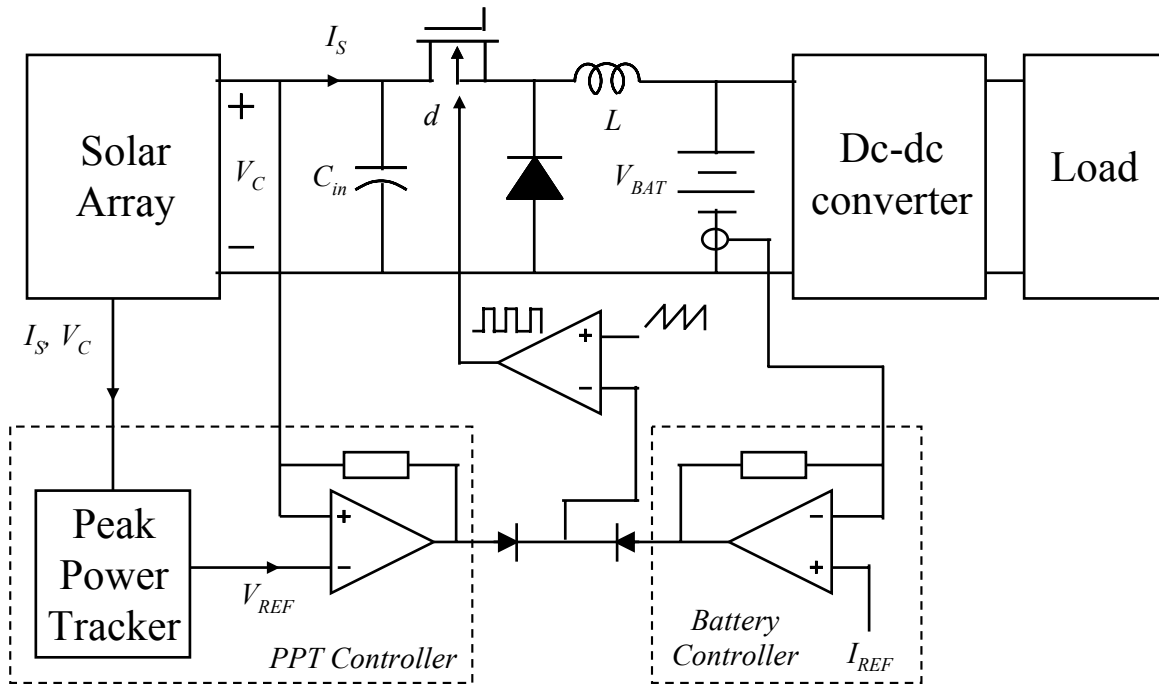 I_S
Solar
Array
+
V_C
−
C_in
d
L
V_BAT
Dc-dc
converter
Load
I_S, V_C
+
−
Peak
Power
Tracker
V_REF
+
−
PPT Controller
−
+
Battery
Controller
I_REF